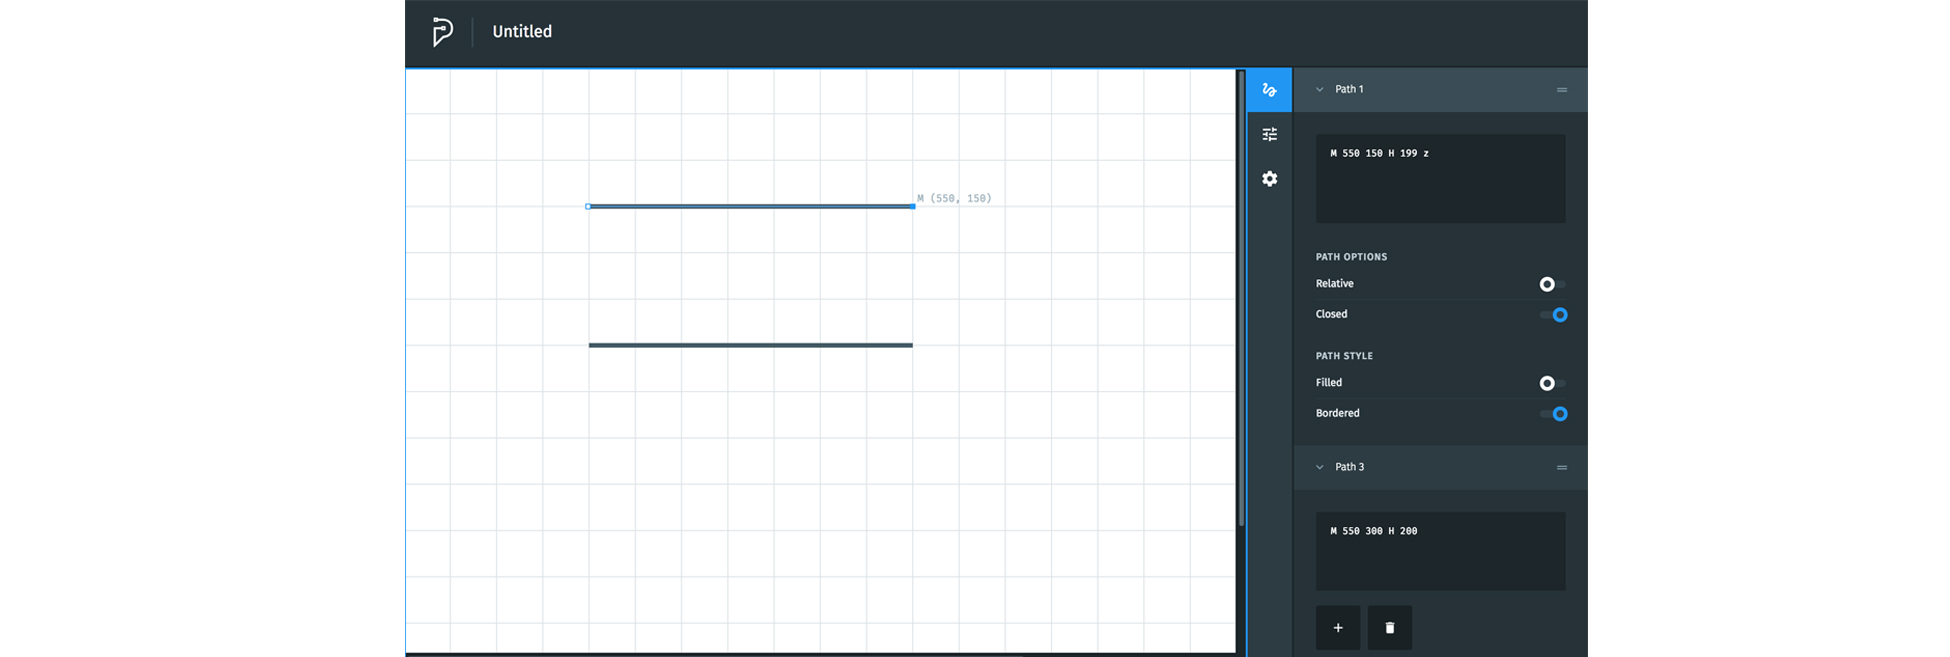 Untitled
Path 1
M 550 150 H 199 z
M (550, 150)
PATH OPTIONS
Relative
Closed
PATH STYLE
Filled
Bordered
Path 3
M 550 300 H 200